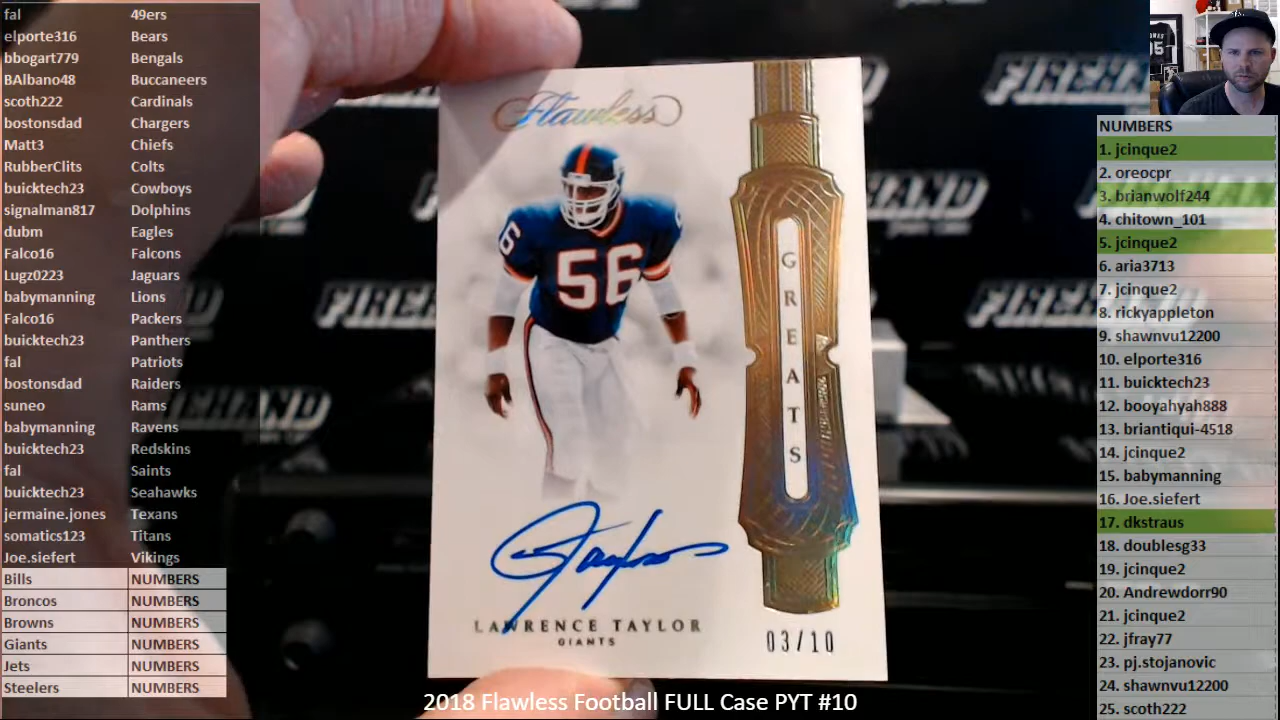 fal 49ers
elporte316 Bears
bbogart779 Bengals
BAlbano48 Buccaneers
scoth222 Cardinals
bostonsdad Chargers
Matt3 Chiefs
RubberClits Colts
buicktech23 Cowboys
signalman817 Dolphins
dubm Eagles
Falco16 Falcons
Lugz0223 Jaguars
babymanning Lions
Falco16 Packers
buicktech23 Panthers
fal Patriots
bostonsdad Raiders
suneo Rams
babymanning Ravens
buicktech23 Redskins
fal Saints
buicktech23 Seahawks
jermaine.jones Texans
somatics123 Titans
Joe.siefert Vikings
Bills NUMBERS
Broncos NUMBERS
Browns NUMBERS
Giants NUMBERS
Jets NUMBERS
Steelers NUMBERS
Flawless
56
56
GREATS
Taylor
LAWRENCE TAYLOR
GIANTS
03/10
FIREHAND
FIREHAND
FIREHAND
2018 Flawless Football FULL Case PYT #10
NUMBERS
1. jcinque2
2. oreocpr
3. brianwolf244
4. chitown_101
5. jcinque2
6. aria3713
7. jcinque2
8. rickyappleton
9. shawnvu12200
10. elporte316
11. buicktech23
12. booyahyah888
13. briantiqui-4518
14. jcinque2
15. babymanning
16. Joe.siefert
17. dkstraus
18. doublesg33
19. jcinque2
20. Andrewdorr90
21. jcinque2
22. jfray77
23. pj.stojanovic
24. shawnvu12200
25. scoth222